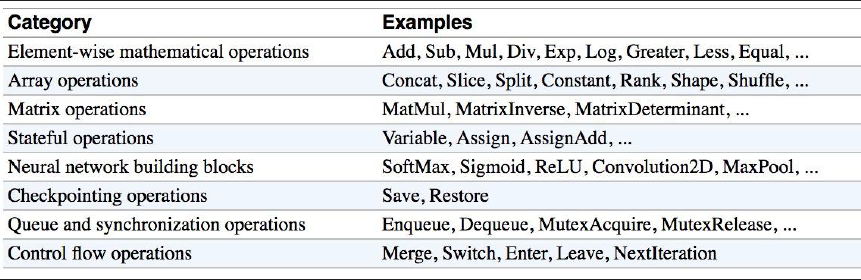 Category Examples
Element-wise mathematical operations Add, Sub, Mul, Div, Exp, Log, Greater, Less, Equal, ...
Array operations Concat, Slice, Split, Constant, Rank, Shape, Shuffle, ...
Matrix operations MatMul, MatrixInverse, MatrixDeterminant, ...
Stateful operations Variable, Assign, AssignAdd, ...
Neural network building blocks SoftMax, Sigmoid, ReLU, Convolution2D, MaxPool, ...
Checkpointing operations Save, Restore
Queue and synchronization operations Enqueue, Dequeue, MutexAcquire, MutexRelease, ...
Control flow operations Merge, Switch, Enter, Leave, NextIteration